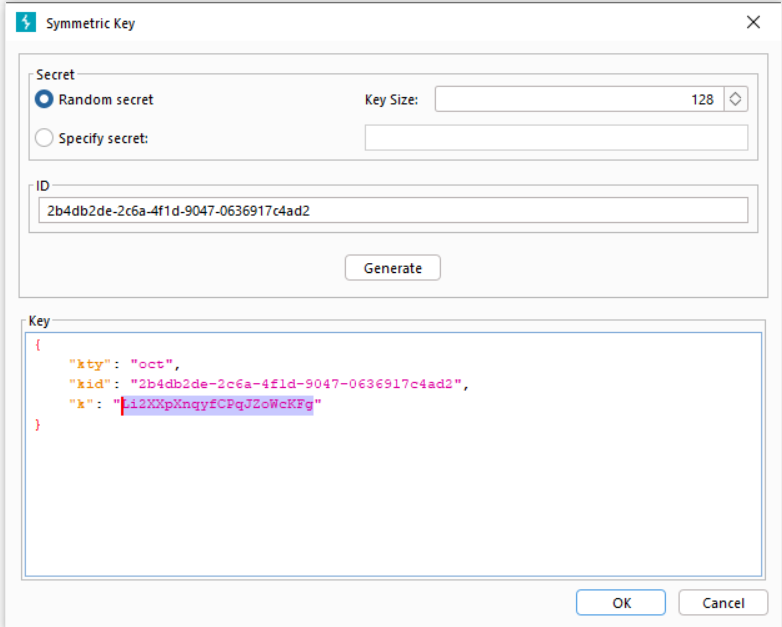 Symmetric Key
Secret
Random secret Key Size: 128
Specify secret:
ID
2b4db2de-2c6a-4f1d-9047-0636917c4ad2
Generate
Key
{
"kty": "oct",
"kid": "2b4db2de-2c6a-4f1d-9047-0636917c4ad2",
"k": "Li2XXpXnqyfCPqJZoWcKFg"
}
OK Cancel